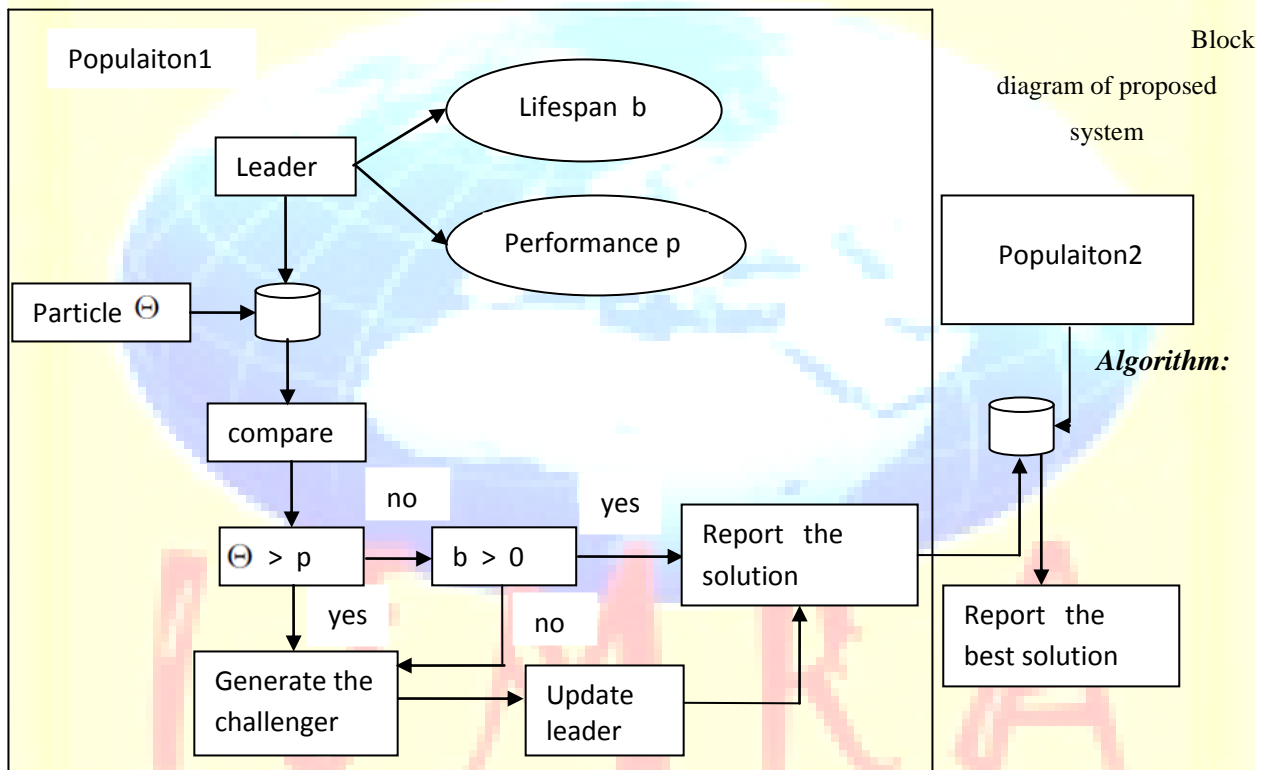 Block
diagram of proposed
system
Populaiton1
Lifespan b
Leader
Performance p
Particle Θ
compare
no
yes
Θ > p
b > 0
Report the
solution
yes
no
Generate the
challenger
Update
leader
Populaiton2
Algorithm:
Report the
best solution